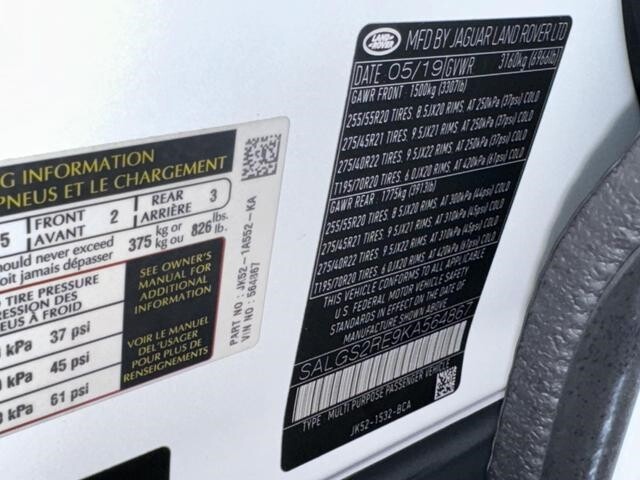 LAND ROVER
MFD BY JAGUAR LAND ROVER LTD
DATE 05/19 GVWR 3160kg (6966lb)
GAWR FRONT 1500kg (3307lb)
255/55R20 TIRES, 8.5JX20 RIMS, AT 250kPa (37psi) COLD
275/45R21 TIRES, 9.5JX21 RIMS, AT 250kPa (37psi) COLD
275/40R22 TIRES, 9.5JX22 RIMS, AT 250kPa (37psi) COLD
T195/70R20 TIRES, 6.0JX20 RIMS, AT 420kPa (61psi) COLD
GAWR REAR 1775kg (3913lb)
255/55R20 TIRES, 8.5JX20 RIMS, AT 300kPa (44psi) COLD
275/45R21 TIRES, 9.5JX21 RIMS, AT 310kPa (45psi) COLD
275/40R22 TIRES, 9.5JX22 RIMS, AT 310kPa (45psi) COLD
T195/70R20 TIRES, 6.0JX20 RIMS, AT 420kPa (61psi) COLD
THIS VEHICLE CONFORMS TO ALL APPLICABLE
U.S. FEDERAL MOTOR VEHICLE SAFETY
STANDARDS IN EFFECT ON THE DATE OF
MANUFACTURE SHOWN ABOVE
SALGS2RE9KA564867
TYPE: MULTI PURPOSE PASSENGER VEHICLE
JK52-1532-BCA
NG INFORMATION
PNEUS ET LE CHARGEMENT
5 FRONT AVANT 2 REAR ARRIÈRE 3
hould never exceed 375 kg or 826 lbs.
oit jamais dépasser kg ou lb.
TIRE PRESSURE
RESSION DES
NEUS À FROID
kPa 37 psi
kPa 45 psi
kPa 61 psi
SEE OWNER'S
MANUAL FOR
ADDITIONAL
INFORMATION
VOIR LE MANUEL
DE L'USAGER
POUR PLUS DE
RENSEIGNEMENTS
PART NO : JK52-1A552-KA
VIN NO : 564867